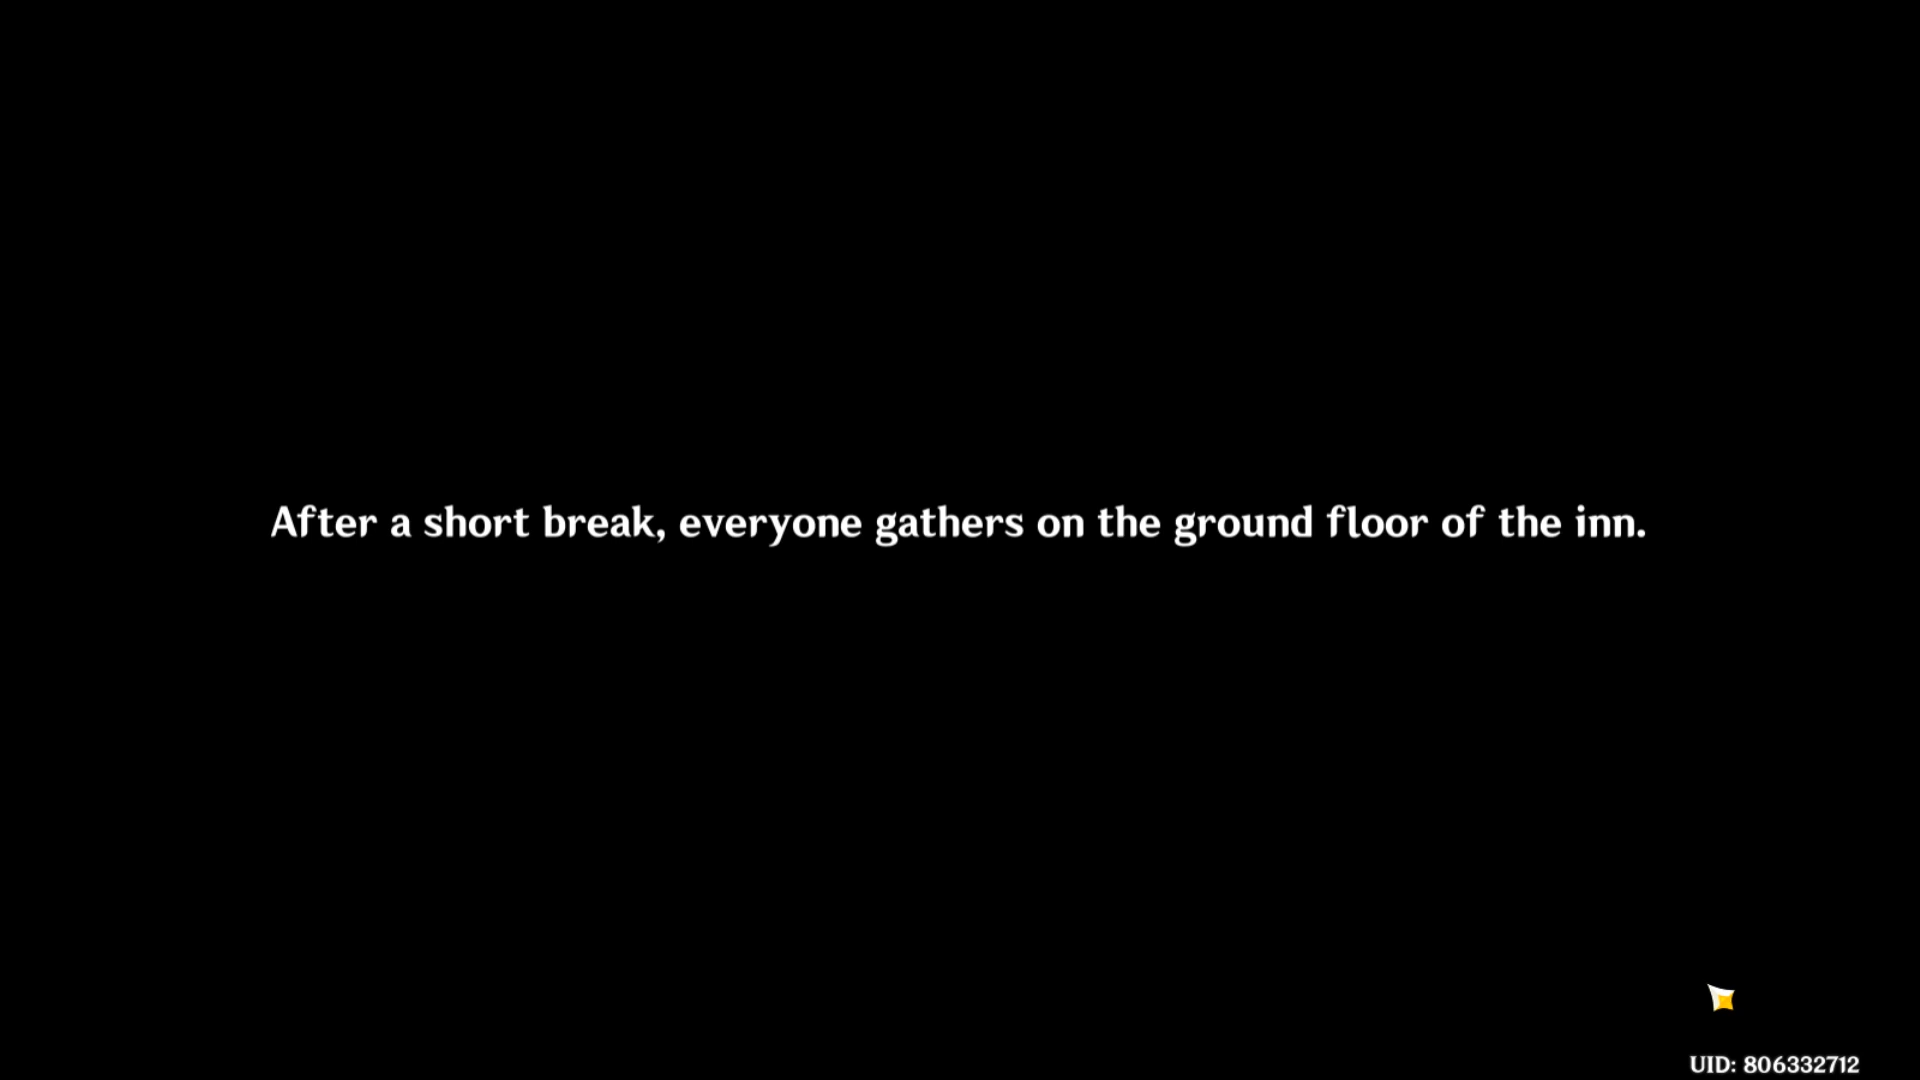 After a short break, everyone gathers on the ground floor of the inn.
UID: 806332712